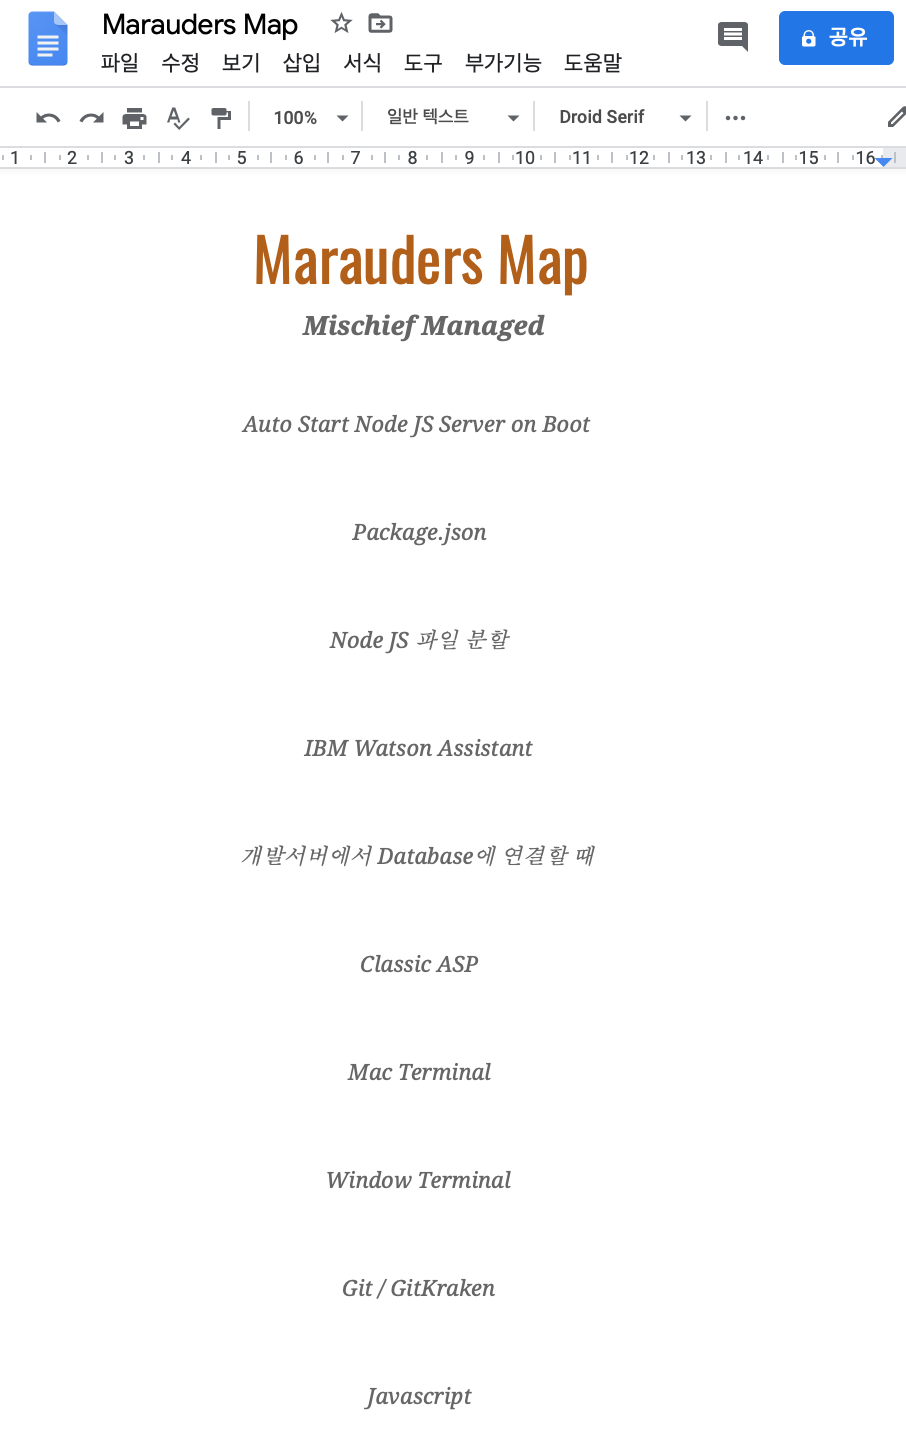 Marauders Map
파일 수정 보기 삽입 서식 도구 부가기능 도움말
공유
100% 일반 텍스트 Droid Serif
1 2 3 4 5 6 7 8 9 10 11 12 13 14 15 16
Marauders Map
Mischief Managed
Auto Start Node JS Server on Boot
Package.json
Node JS 파일 분할
IBM Watson Assistant
개발서버에서 Database에 연결할 때
Classic ASP
Mac Terminal
Window Terminal
Git / GitKraken
Javascript